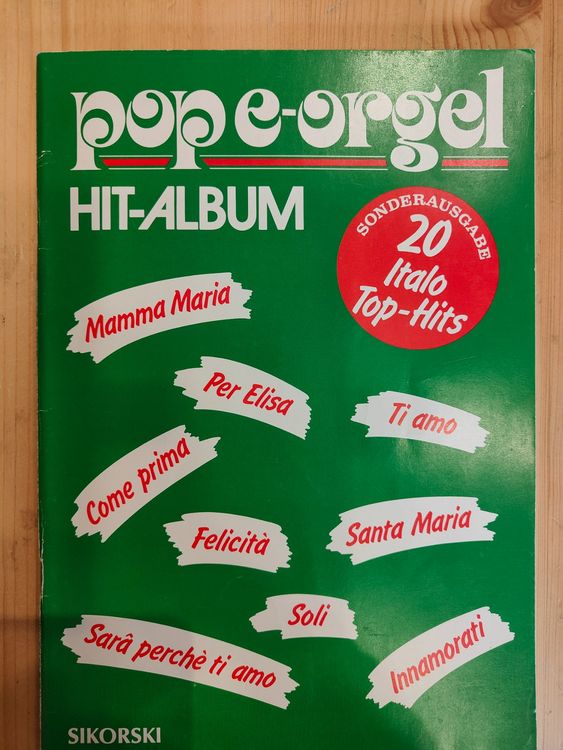 pop e-orgel
HIT-ALBUM
SONDERAUSGABE
20
Italo
Top-Hits
Mamma Maria
Per Elisa
Ti amo
Come prima
Felicità
Santa Maria
Soli
Sarâ perchè ti amo
Innamorati
SIKORSKI